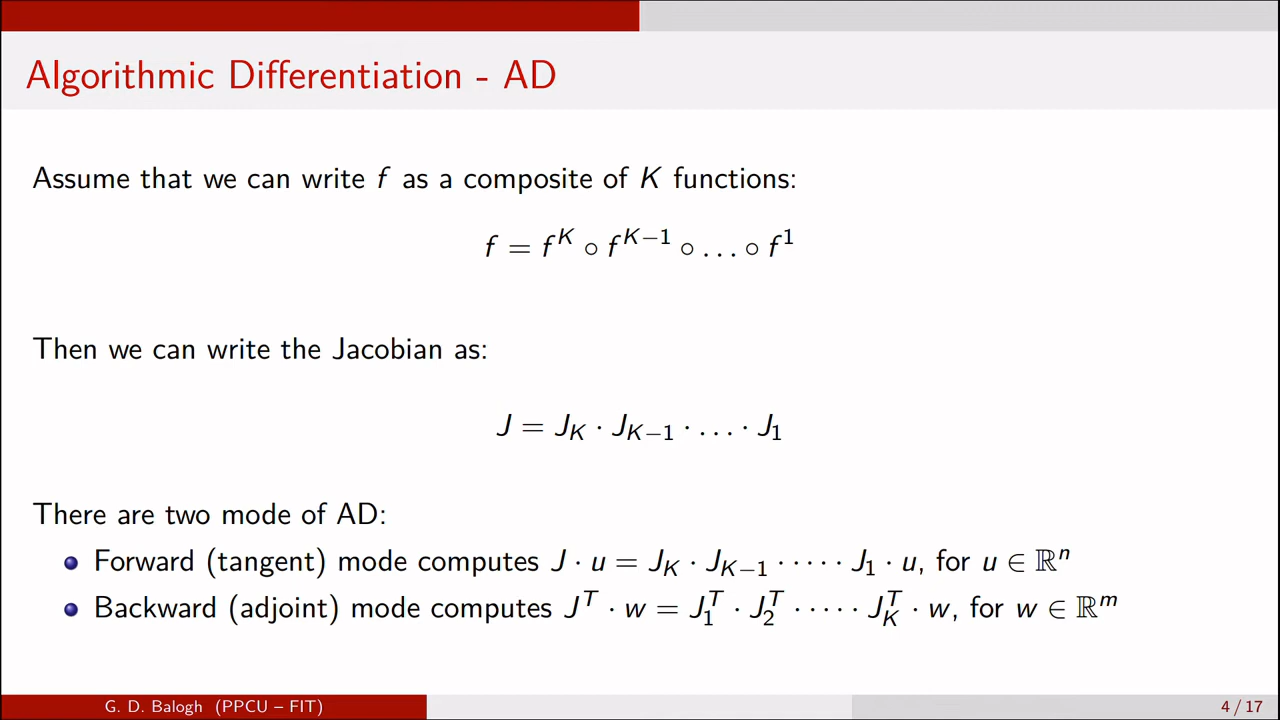 Algorithmic Differentiation - AD
Assume that we can write f as a composite of K functions:
f = f^K ∘ f^{K−1} ∘ … ∘ f^1
Then we can write the Jacobian as:
J = J_K · J_{K−1} · … · J_1
There are two mode of AD:
Forward (tangent) mode computes J · u = J_K · J_{K−1} · · · · · J_1 · u, for u ∈ ℝ^n
Backward (adjoint) mode computes J^T · w = J_1^T · J_2^T · · · · · J_K^T · w, for w ∈ ℝ^m
G. D. Balogh (PPCU – FIT)
4 / 17